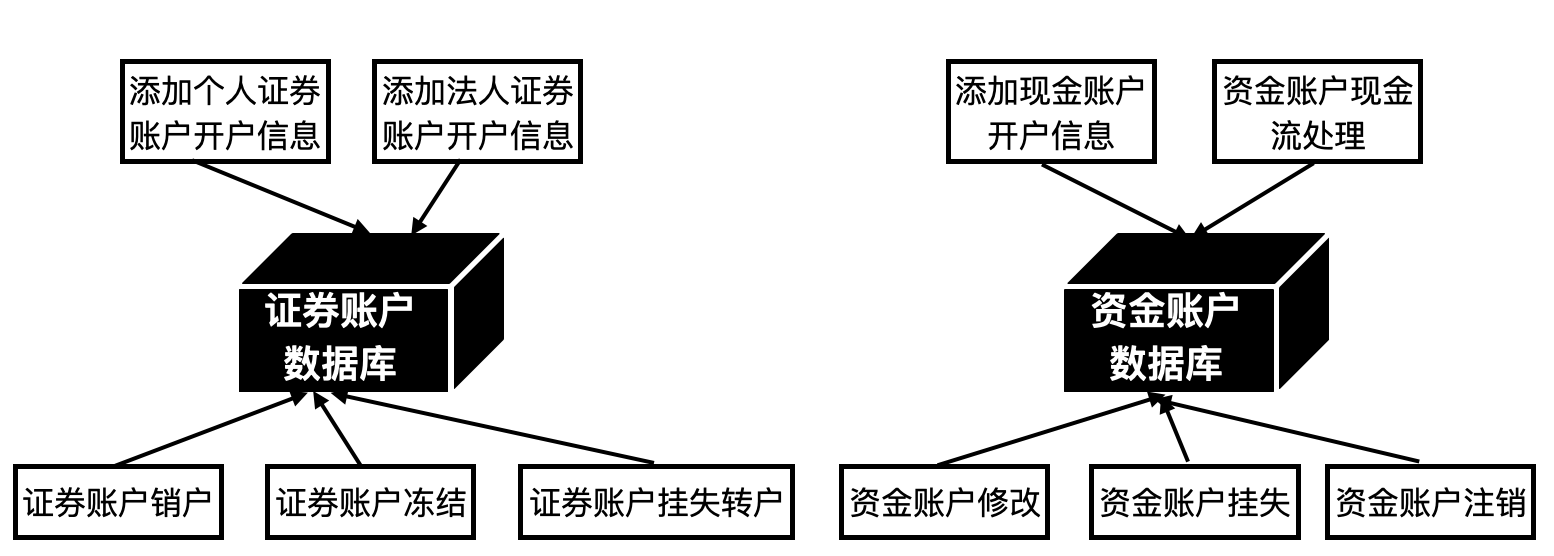 添加个人证券
账户开户信息
添加法人证券
账户开户信息
添加现金账户
开户信息
资金账户现金
流处理
证券账户
数据库
资金账户
数据库
证券账户销户
证券账户冻结
证券账户挂失转户
资金账户修改
资金账户挂失
资金账户注销